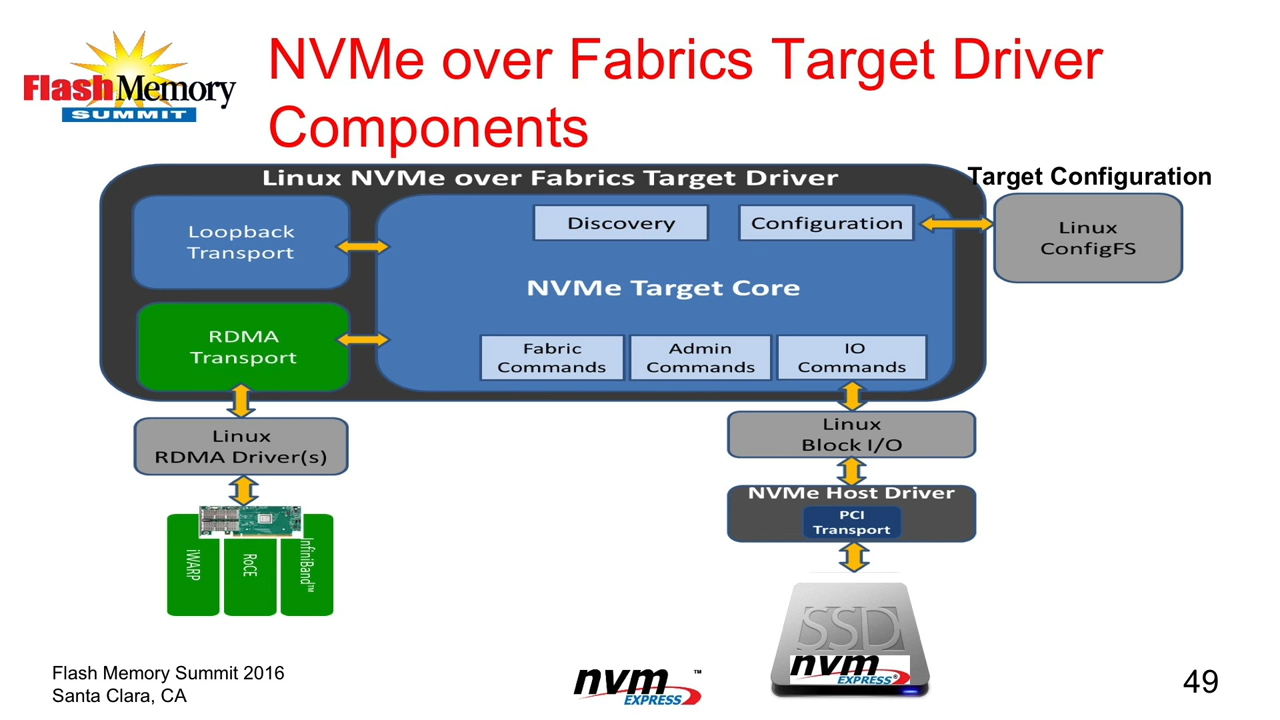 FlashMemory
SUMMIT
NVMe over Fabrics Target Driver
Components
Linux NVMe over Fabrics Target Driver
Target Configuration
Loopback
Transport
Discovery
Configuration
Linux
ConfigFS
NVMe Target Core
RDMA
Transport
Fabric
Commands
Admin
Commands
IO
Commands
Linux
RDMA Driver(s)
Linux
Block I/O
NVMe Host Driver
PCI
Transport
iWARP
RoCE
InfiniBand™
SSD
nvm
EXPRESS®
Flash Memory Summit 2016
Santa Clara, CA
nvm™
EXPRESS
49